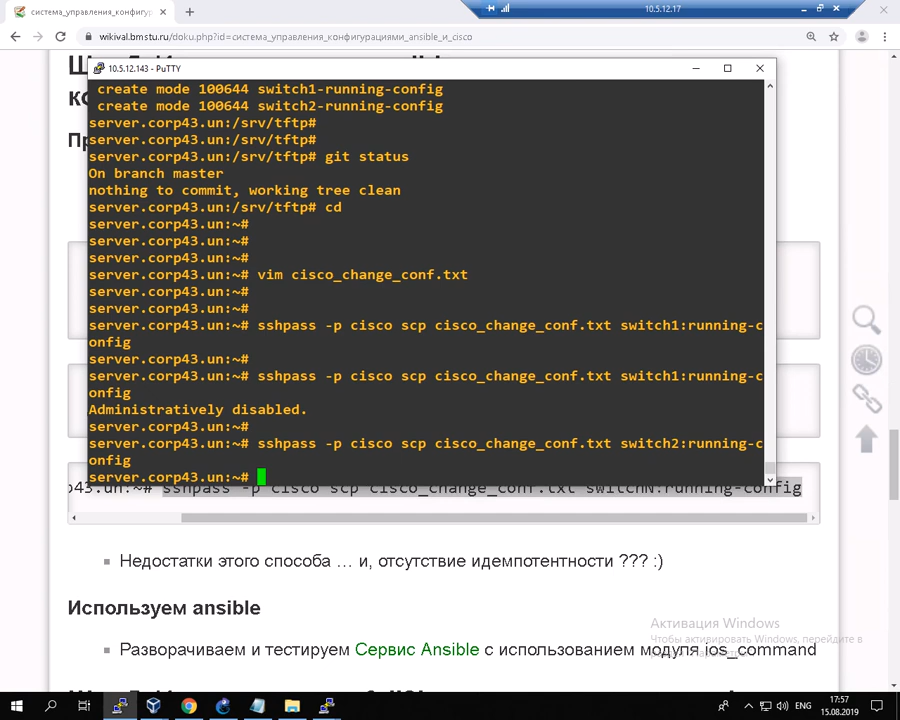 система_управления_конфигур
10.5.12.17
wikival.bmstu.ru/doku.php?id=система_управления_конфигурациями_ansible_и_cisco
10.5.12.143 - PuTTY
create mode 100644 switch1-running-config
create mode 100644 switch2-running-config
server.corp43.un:/srv/tftp#
server.corp43.un:/srv/tftp#
server.corp43.un:/srv/tftp# git status
On branch master
nothing to commit, working tree clean
server.corp43.un:/srv/tftp# cd
server.corp43.un:~#
server.corp43.un:~#
server.corp43.un:~#
server.corp43.un:~# vim cisco_change_conf.txt
server.corp43.un:~#
server.corp43.un:~#
server.corp43.un:~# sshpass -p cisco scp cisco_change_conf.txt switch1:running-c
onfig
server.corp43.un:~#
server.corp43.un:~# sshpass -p cisco scp cisco_change_conf.txt switch1:running-c
onfig
Administratively disabled.
server.corp43.un:~#
server.corp43.un:~# sshpass -p cisco scp cisco_change_conf.txt switch2:running-c
onfig
server.corp43.un:~#
p43.un:~# sshpass -p cisco scp cisco_change_conf.txt switchN:running-config
Недостатки этого способа … и, отсутствие идемпотентности ??? :)
Используем ansible
Активация Windows
Чтобы активировать Windows, перейдите в
Разворачиваем и тестируем Сервис Ansible с использованием модуля ios_command
17:57
ENG
15.08.2019